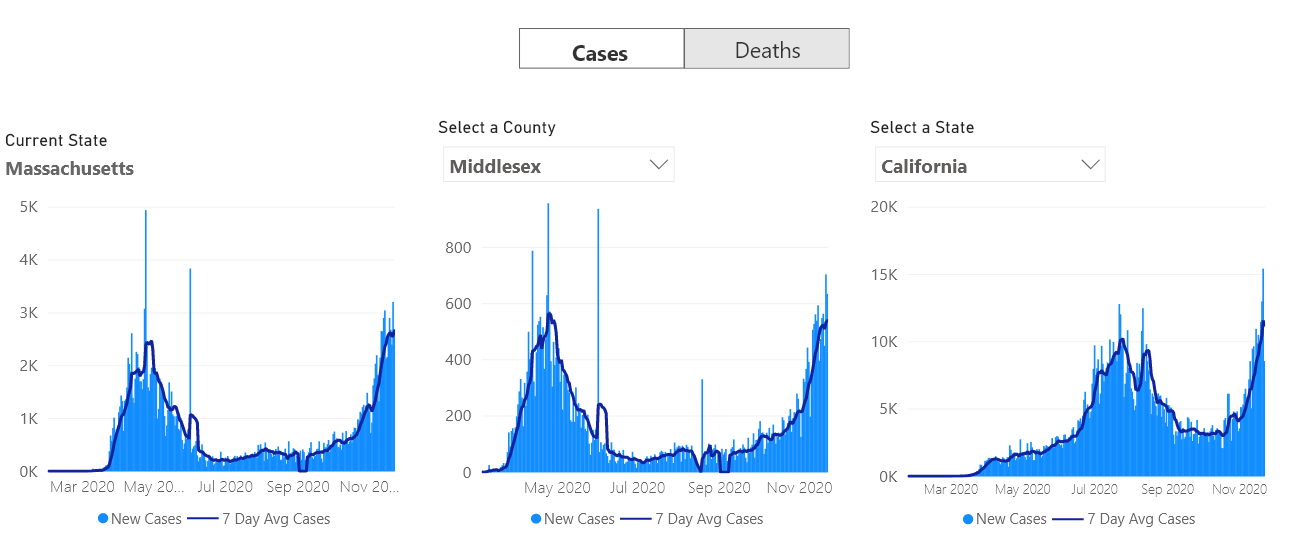 Cases
Deaths
Current State
Massachusetts
5K
4K
3K
2K
1K
0K
Mar 2020 May 20... Jul 2020 Sep 2020 Nov 20...
New Cases 7 Day Avg Cases
Select a County
Middlesex
800
600
400
200
0
May 2020 Jul 2020 Sep 2020 Nov 2020
New Cases 7 Day Avg Cases
Select a State
California
20K
15K
10K
5K
0K
Mar 2020 May 2020 Jul 2020 Sep 2020 Nov 2020
New Cases 7 Day Avg Cases